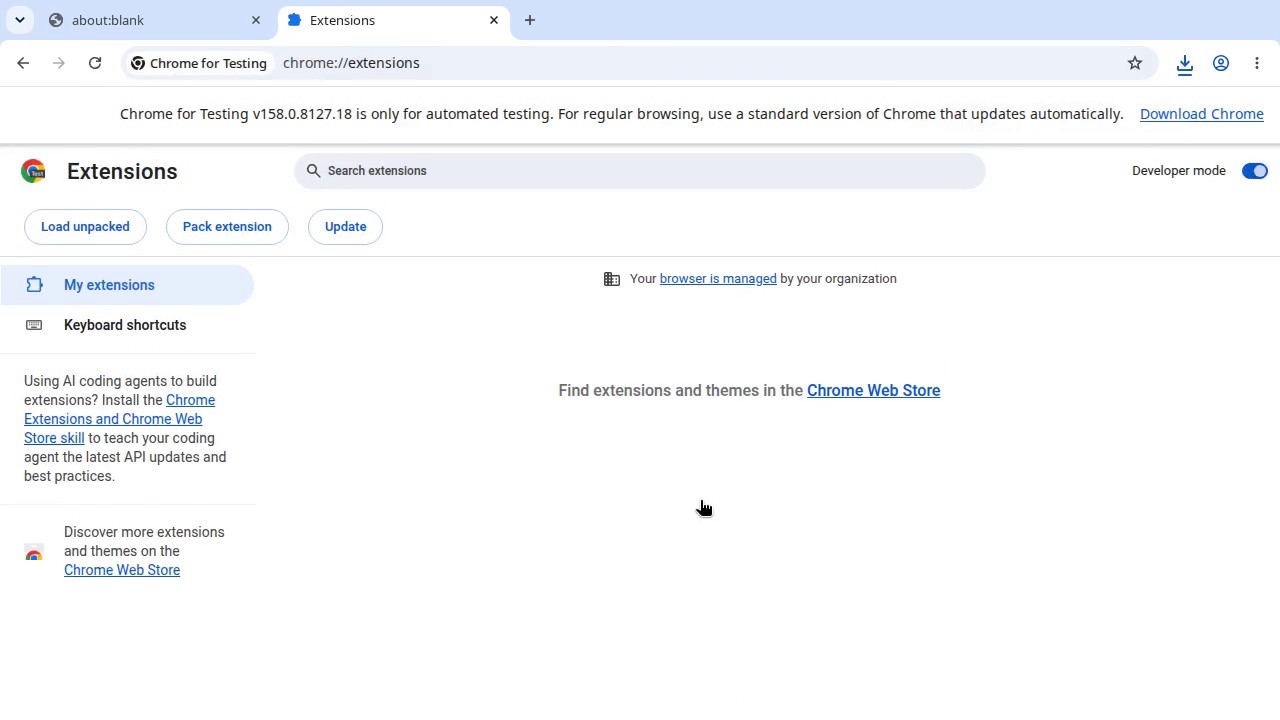 about:blank
Extensions
Chrome for Testing
chrome://extensions
Chrome for Testing v158.0.8127.18 is only for automated testing. For regular browsing, use a standard version of Chrome that updates automatically.
Download Chrome
Test
Extensions
Search extensions
Developer mode
Load unpacked
Pack extension
Update
My extensions
Keyboard shortcuts
Using AI coding agents to build
extensions? Install the Chrome
Extensions and Chrome Web
Store skill to teach your coding
agent the latest API updates and
best practices.
Discover more extensions
and themes on the
Chrome Web Store
Your browser is managed by your organization
Find extensions and themes in the Chrome Web Store